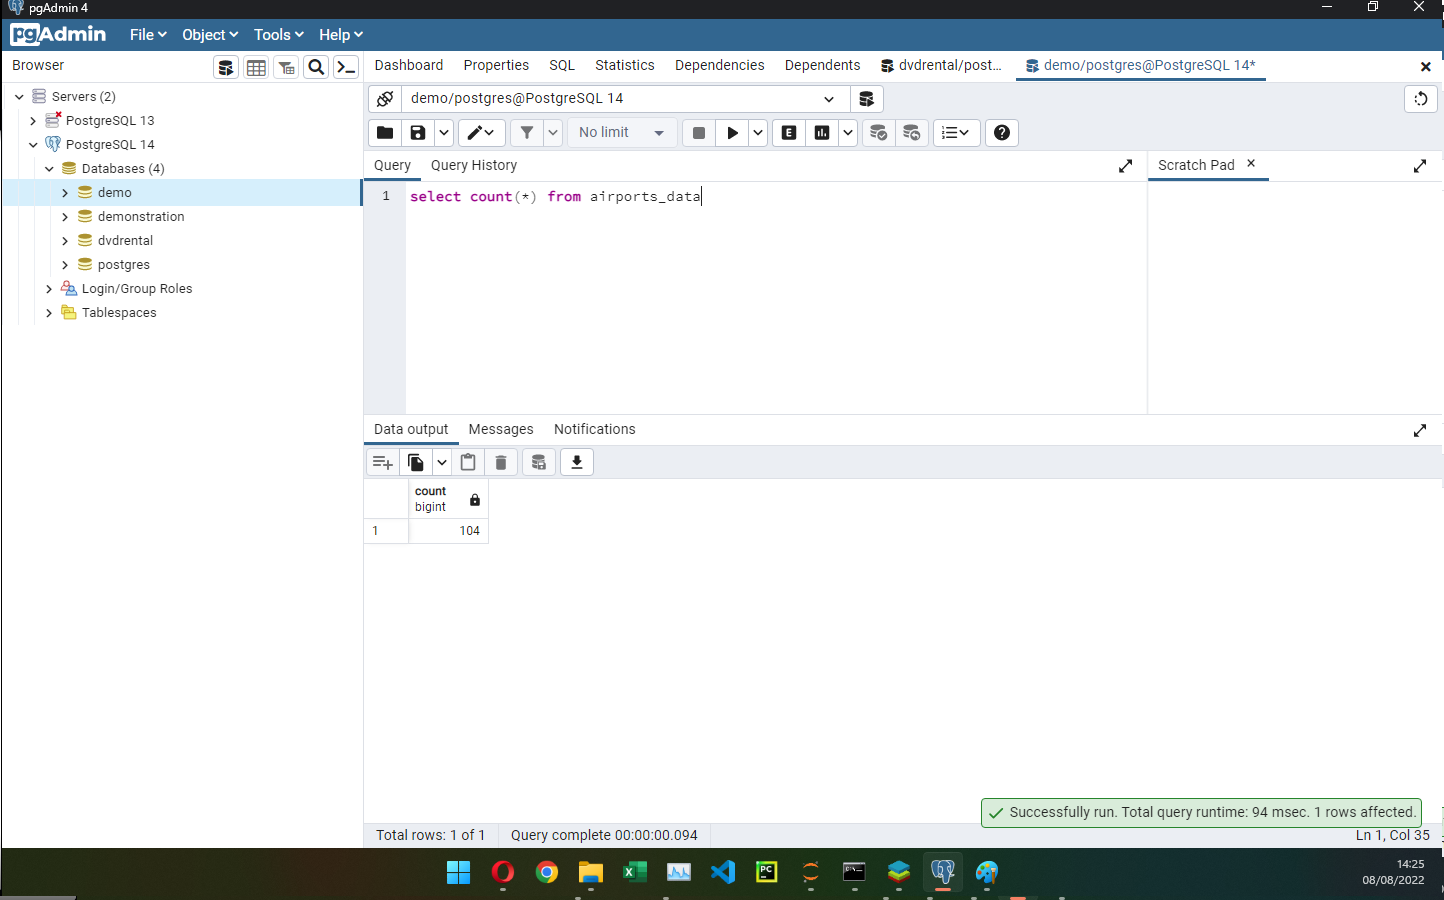 pgAdmin 4
pgAdmin File Object Tools Help
Browser
Dashboard Properties SQL Statistics Dependencies Dependents dvdrental/post... demo/postgres@PostgreSQL 14*
Servers (2)
PostgreSQL 13
PostgreSQL 14
Databases (4)
demo
demonstration
dvdrental
postgres
Login/Group Roles
Tablespaces
demo/postgres@PostgreSQL 14
No limit
E
Query Query History
Scratch Pad
1 select count(*) from airports_data
Data output Messages Notifications
count
bigint
1 104
Successfully run. Total query runtime: 94 msec. 1 rows affected.
Total rows: 1 of 1 Query complete 00:00:00.094 Ln 1, Col 35
PC
14:25
08/08/2022